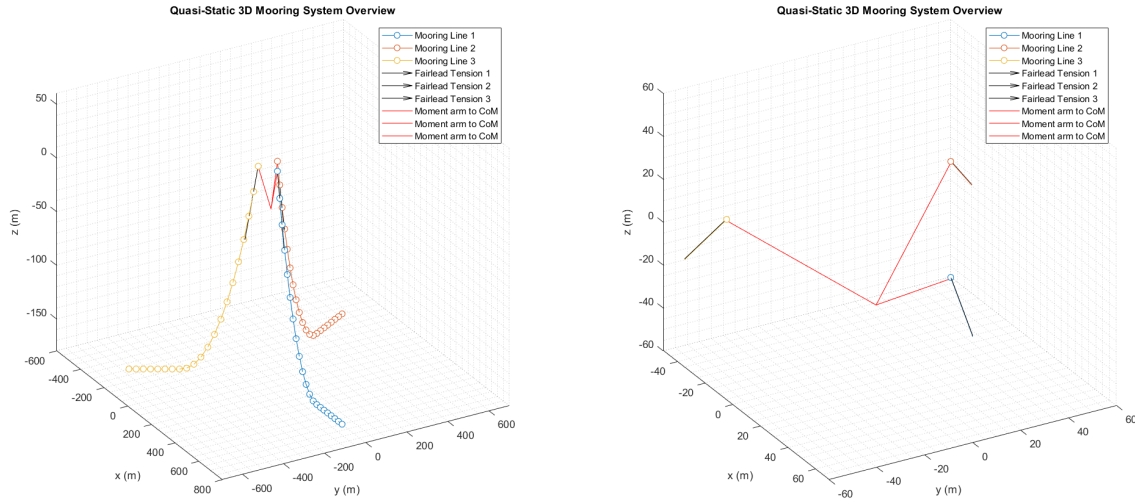 Quasi-Static 3D Mooring System Overview
Mooring Line 1
Mooring Line 2
Mooring Line 3
Fairlead Tension 1
Fairlead Tension 2
Fairlead Tension 3
Moment arm to CoM
Moment arm to CoM
Moment arm to CoM
50
0
-50
-100
-150
z (m)
-600
-400
-200
0
200
400
600
800
x (m)
-600
-400
-200
0
200
400
600
y (m)
Quasi-Static 3D Mooring System Overview
Mooring Line 1
Mooring Line 2
Mooring Line 3
Fairlead Tension 1
Fairlead Tension 2
Fairlead Tension 3
Moment arm to CoM
Moment arm to CoM
Moment arm to CoM
60
40
20
0
-20
-40
-60
z (m)
-40
-20
0
20
40
60
x (m)
-60
-40
-20
0
20
40
60
y (m)